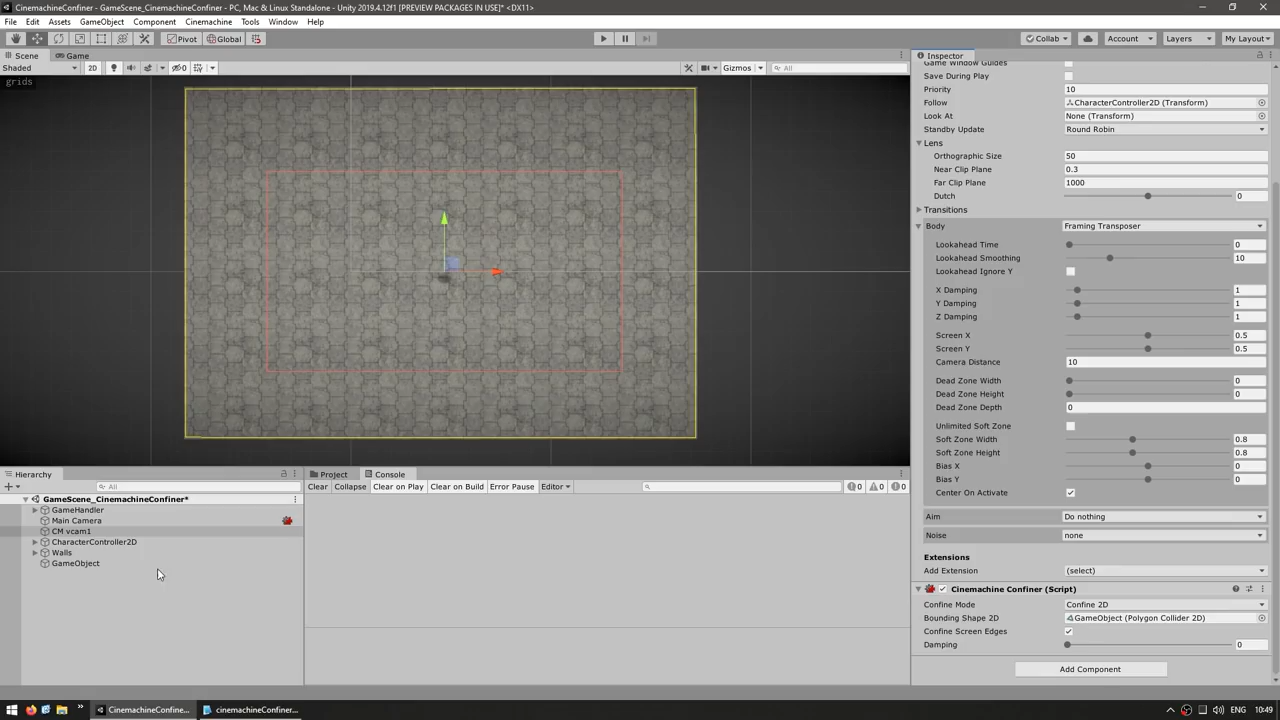 CinemachineConfiner - GameScene_CinemachineConfiner - PC, Mac & Linux Standalone - Unity 2019.4.12f1 [PREVIEW PACKAGES IN USE]* <DX11>
File Edit Assets GameObject Component Cinemachine Tools Window Help
Pivot Global Collab Account Layers My Layout
Scene Game Inspector
Shaded 2D 0 Gizmos All
grids
Game Window Guides
Save During Play
Priority 10
Follow CharacterController2D (Transform)
Look At None (Transform)
Standby Update Round Robin
Lens
Orthographic Size 50
Near Clip Plane 0.3
Far Clip Plane 1000
Dutch 0
Transitions
Body Framing Transposer
Lookahead Time 0
Lookahead Smoothing 10
Lookahead Ignore Y
X Damping 1
Y Damping 1
Z Damping 1
Screen X 0.5
Screen Y 0.5
Camera Distance 10
Dead Zone Width 0
Dead Zone Height 0
Dead Zone Depth 0
Unlimited Soft Zone
Soft Zone Width 0.8
Soft Zone Height 0.8
Bias X 0
Bias Y 0
Center On Activate
Aim Do nothing
Noise none
Extensions
Add Extension (select)
Cinemachine Confiner (Script)
Confine Mode Confine 2D
Bounding Shape 2D GameObject (Polygon Collider 2D)
Confine Screen Edges
Damping 0
Add Component
Hierarchy
All
GameScene_CinemachineConfiner*
GameHandler
Main Camera
CM vcam1
CharacterController2D
Walls
GameObject
Project Console
Clear Collapse Clear on Play Clear on Build Error Pause Editor 0 0 0
CinemachineConfine... cinemachineConfiner... ENG 10:49